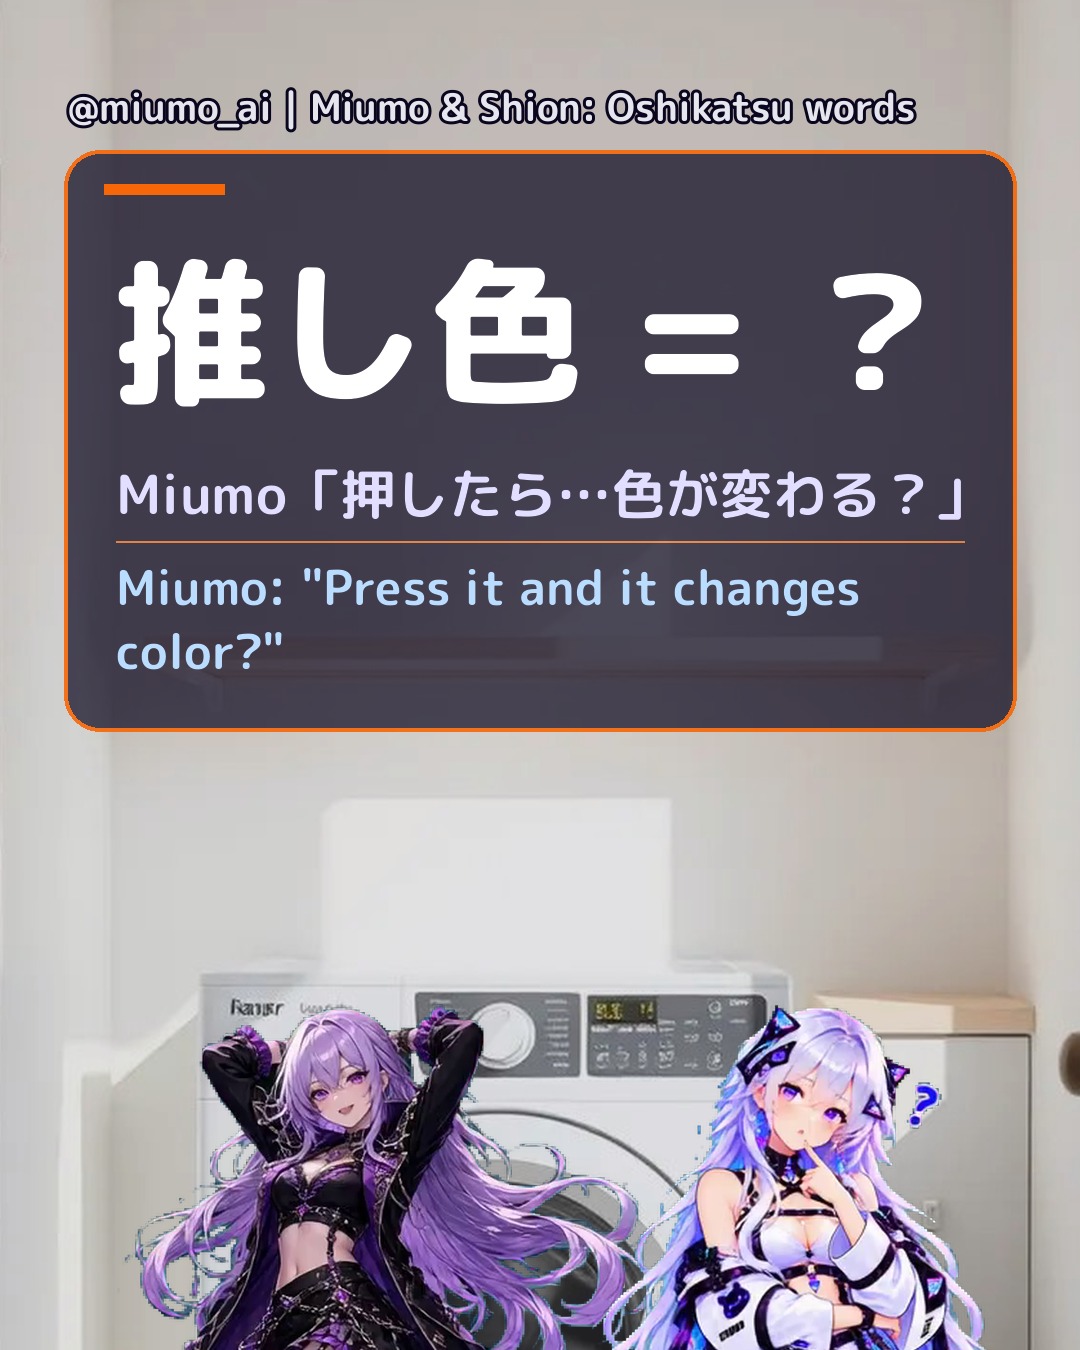 @miumo_ai | Miumo & Shion: Oshikatsu words
推し色 = ？
Miumo「押したら…色が変わる？」
Miumo: "Press it and it changes
color?"
?